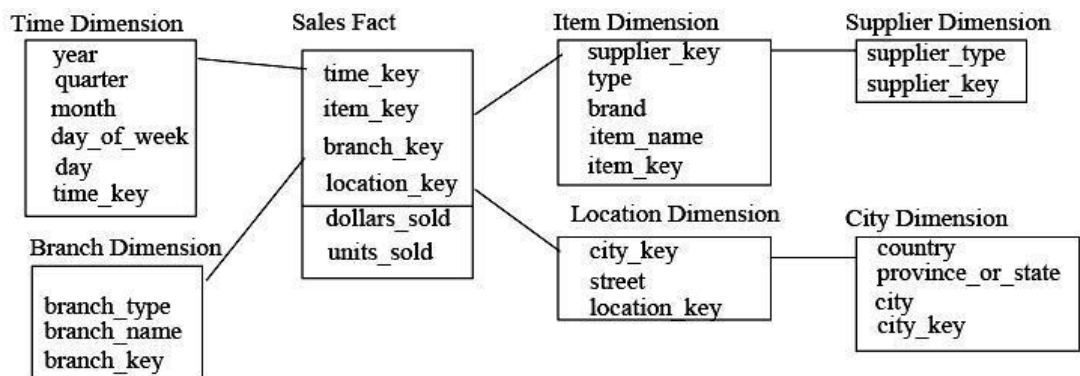 Time Dimension
year
quarter
month
day_of_week
day
time_key
Sales Fact
time_key
item_key
branch_key
location_key
dollars_sold
units_sold
Item Dimension
supplier_key
type
brand
item_name
item_key
Supplier Dimension
supplier_type
supplier_key
Branch Dimension
branch_type
branch_name
branch_key
Location Dimension
city_key
street
location_key
City Dimension
country
province_or_state
city
city_key